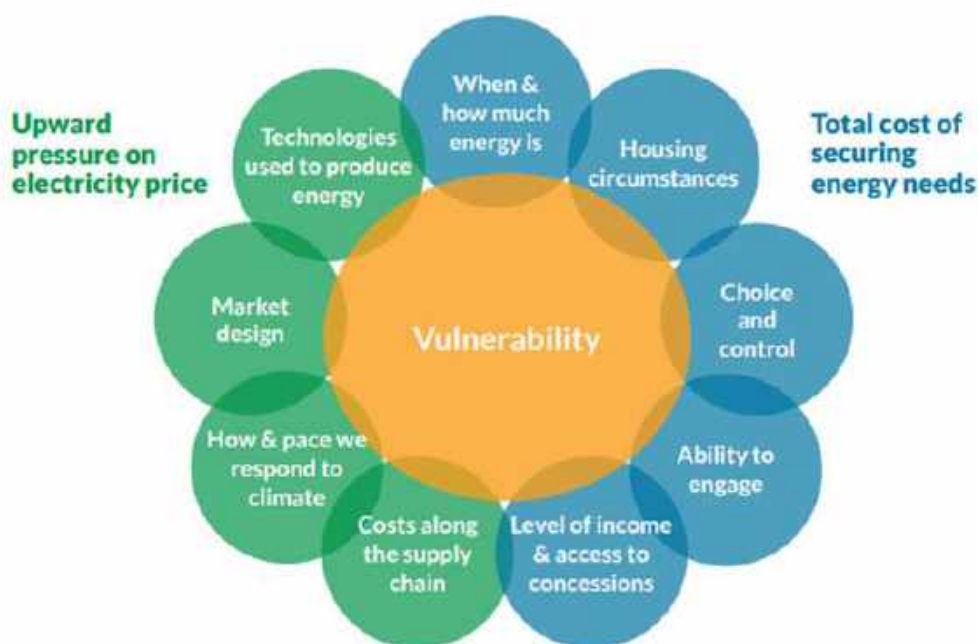 Upward
pressure on
electricity price
Technologies
used to produce
energy
When &
how much
energy is
Housing
circumstances
Total cost of
securing
energy needs
Market
design
Vulnerability
Choice
and
control
How & pace we
respond to
climate
Ability to
engage
Costs along
the supply
chain
Level of income
& access to
concessions